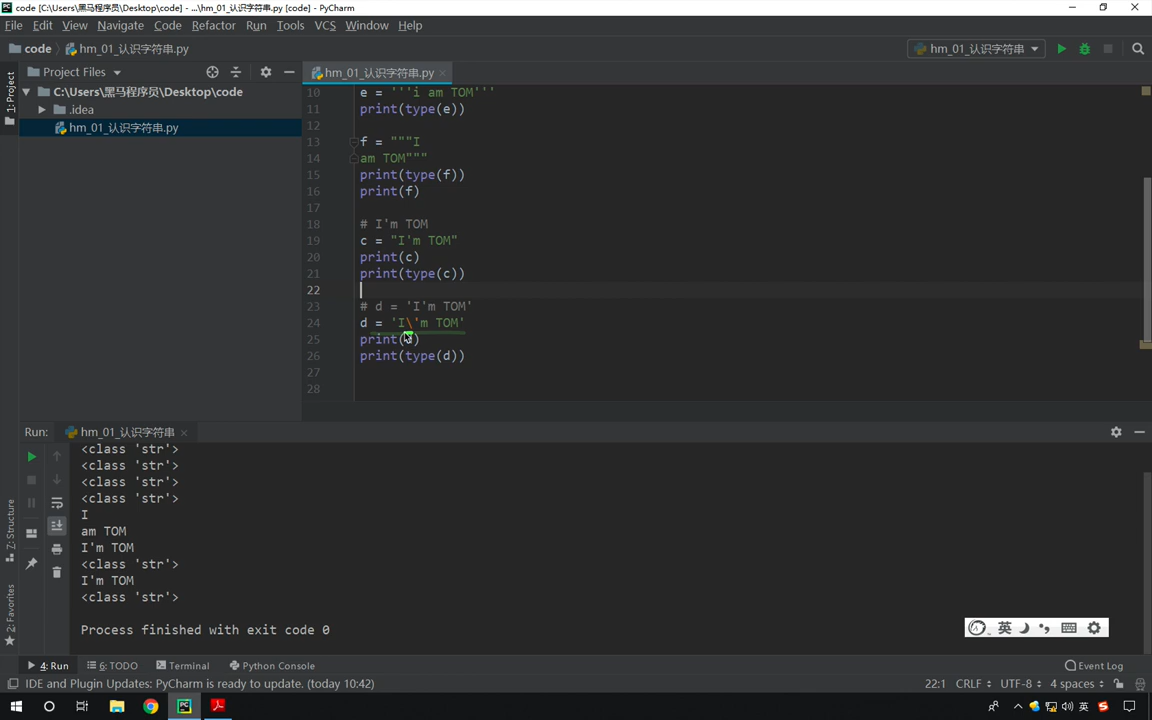 code [C:\Users\黑马程序员\Desktop\code] - ...\hm_01_认识字符串.py [code] - PyCharm
File Edit View Navigate Code Refactor Run Tools VCS Window Help
code hm_01_认识字符串.py hm_01_认识字符串
Project Files hm_01_认识字符串.py
1: Project
C:\Users\黑马程序员\Desktop\code
.idea
hm_01_认识字符串.py
10 e = '''i am TOM'''
11 print(type(e))
12
13 f = """I
14 am TOM"""
15 print(type(f))
16 print(f)
17
18 # I'm TOM
19 c = "I'm TOM"
20 print(c)
21 print(type(c))
22
23 # d = 'I'm TOM'
24 d = 'I\'m TOM'
25 print(d)
26 print(type(d))
27
28
Run: hm_01_认识字符串
<class 'str'>
<class 'str'>
<class 'str'>
<class 'str'>
I
am TOM
I'm TOM
<class 'str'>
I'm TOM
<class 'str'>
Process finished with exit code 0
Z: Structure
2: Favorites
英
4: Run 6: TODO Terminal Python Console Event Log
IDE and Plugin Updates: PyCharm is ready to update. (today 10:42) 22:1 CRLF UTF-8 4 spaces
英